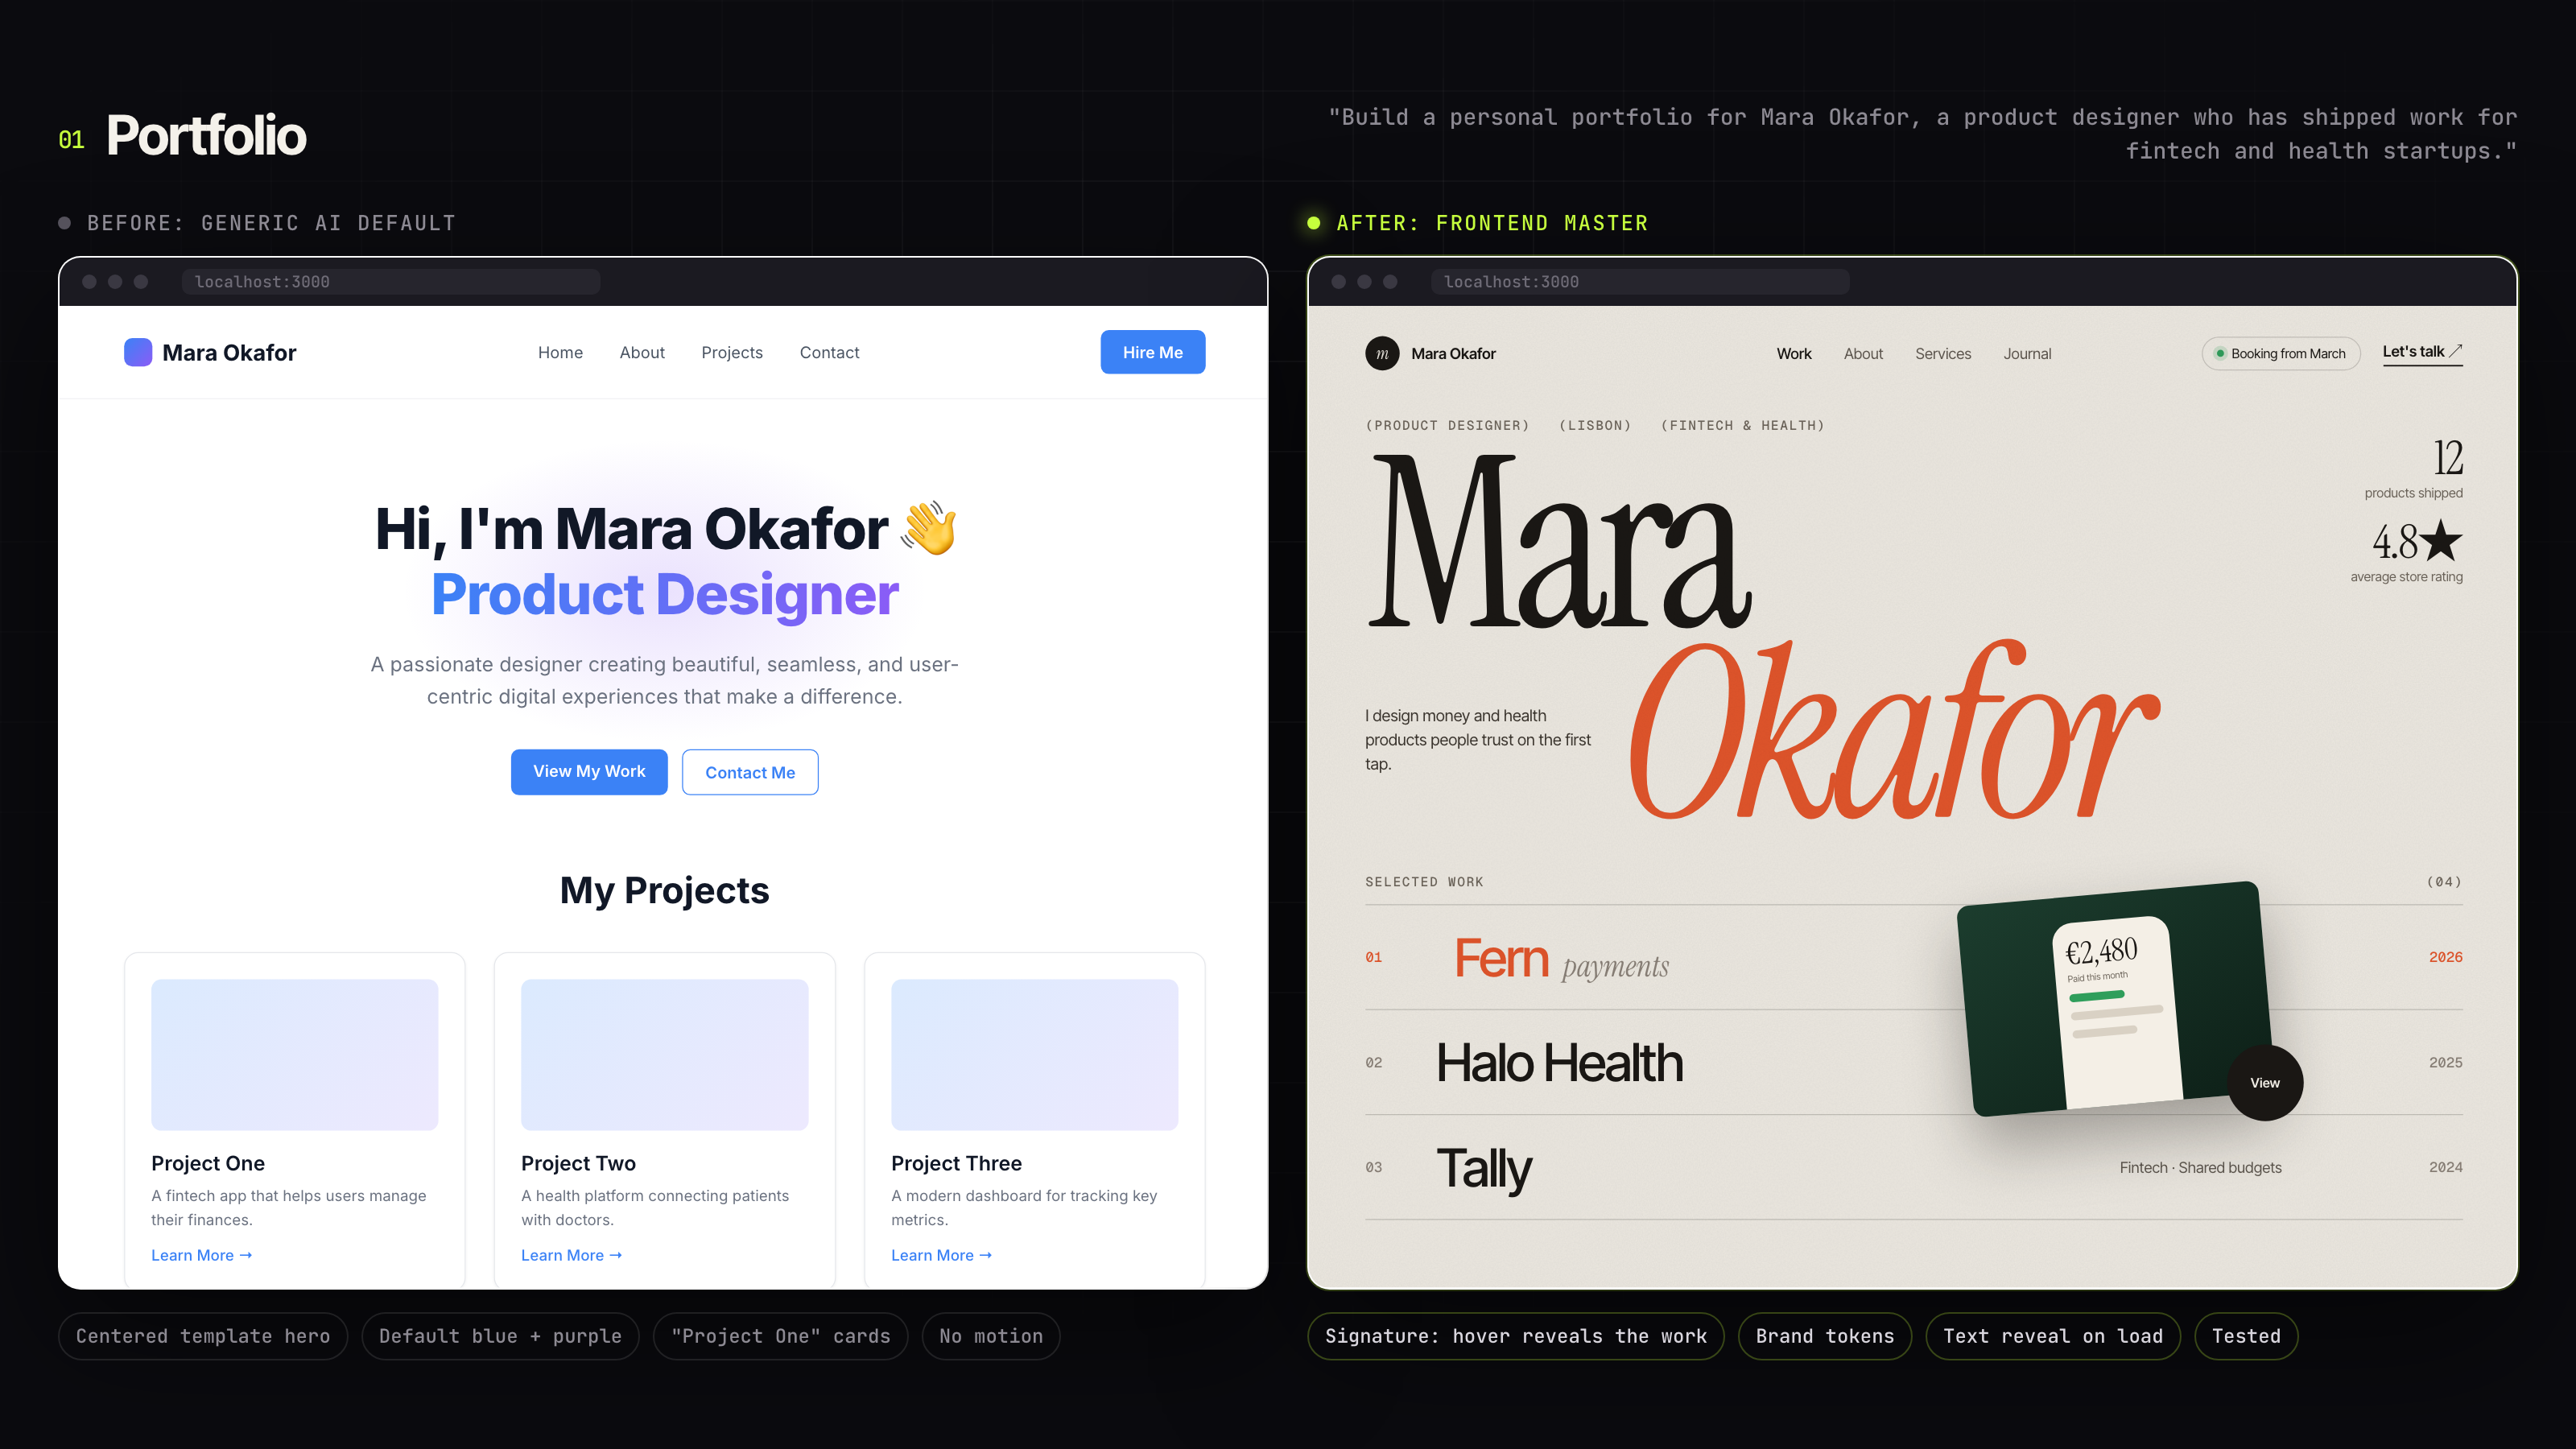 01 Portfolio
"Build a personal portfolio for Mara Okafor, a product designer who has shipped work for
fintech and health startups."
BEFORE: GENERIC AI DEFAULT
localhost:3000
Mara Okafor
Home About Projects Contact
Hire Me
Hi, I'm Mara Okafor 👋
Product Designer
A passionate designer creating beautiful, seamless, and user-
centric digital experiences that make a difference.
View My Work
Contact Me
My Projects
Project One
A fintech app that helps users manage
their finances.
Learn More →
Project Two
A health platform connecting patients
with doctors.
Learn More →
Project Three
A modern dashboard for tracking key
metrics.
Learn More →
Centered template hero
Default blue + purple
"Project One" cards
No motion
AFTER: FRONTEND MASTER
localhost:3000
m Mara Okafor
Work About Services Journal
Booking from March
Let's talk ↗
(PRODUCT DESIGNER) (LISBON) (FINTECH & HEALTH)
12
products shipped
4.8★
average store rating
Mara
Okafor
I design money and health
products people trust on the first
tap.
SELECTED WORK (04)
01 Fern payments 2026
€2,480
Paid this month
View
02 Halo Health 2025
03 Tally Fintech · Shared budgets 2024
Signature: hover reveals the work
Brand tokens
Text reveal on load
Tested